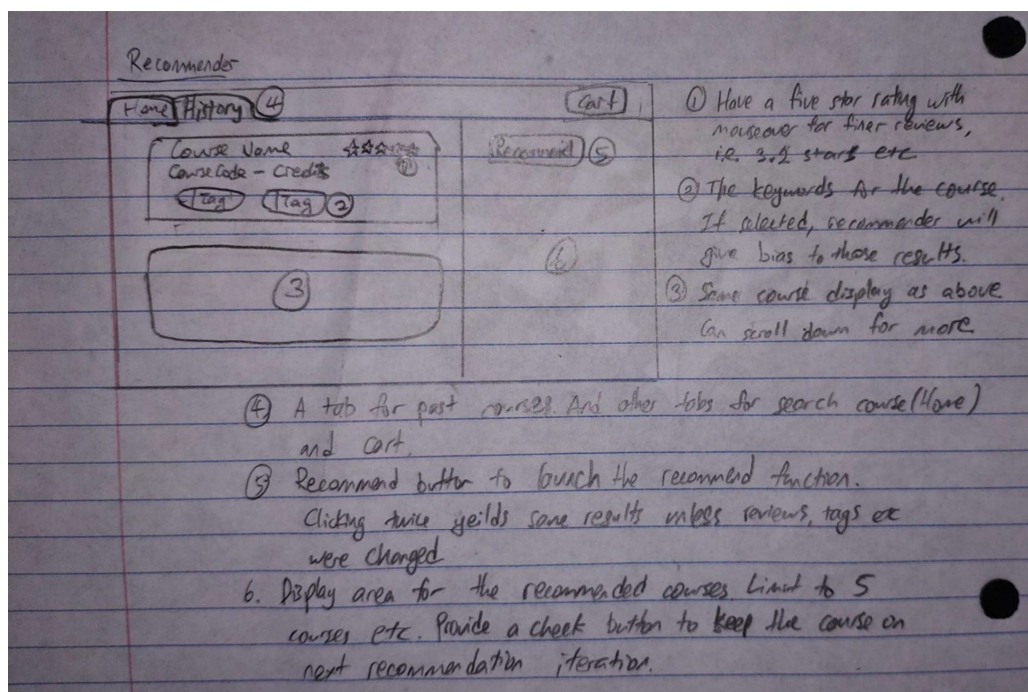 Recommender
Home History ④ Cart
Course Name
Course Code - Credits ①
Tag Tag ②
Recommend ⑤
③
⑥
① Have a five star rating with
mouseover for finer reviews,
i.e. 3.2 stars etc
② The keywords for the course.
If selected, recommender will
give bias to those results.
③ Same course display as above
Can scroll down for more
④ A tab for past courses. And other tabs for search course (Home)
and cart.
⑤ Recommend button to launch the recommend function.
Clicking twice yeilds same results unless reviews, tags etc
were changed
6. Display area for the recommended courses. Limit to 5
courses etc. Provide a check button to keep the course on
next recommendation iteration.